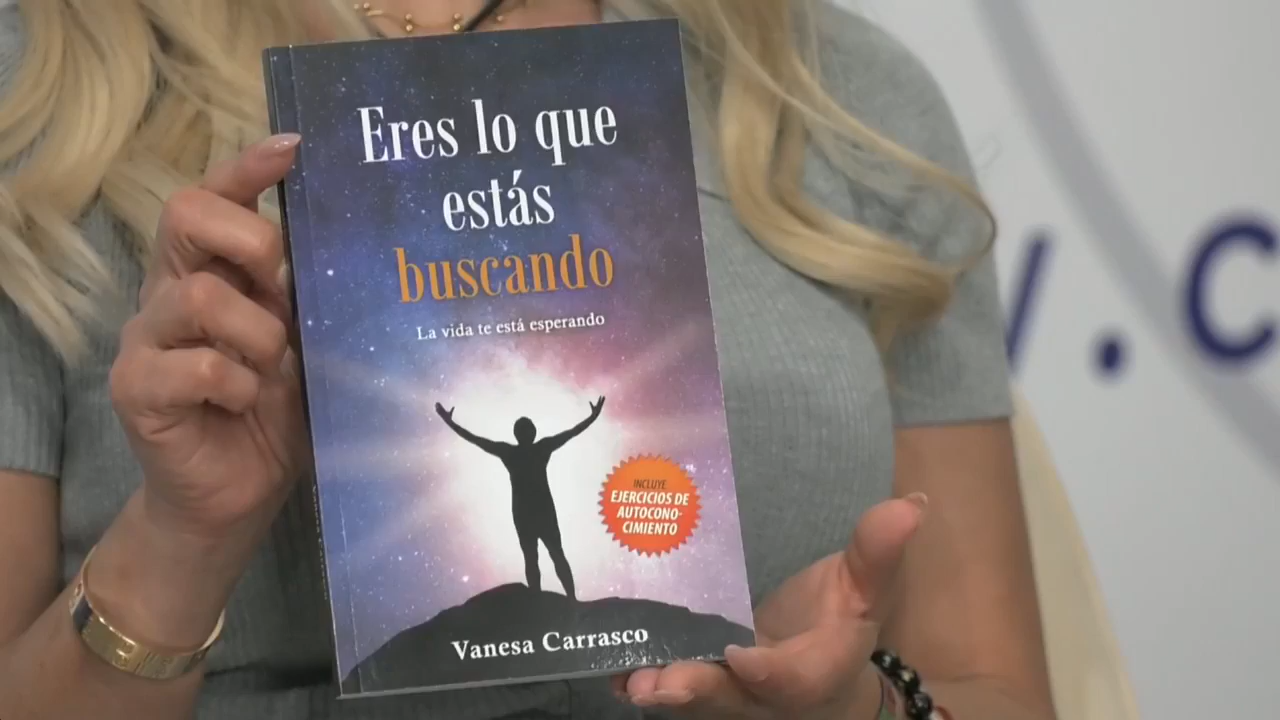 Eres lo que
estás
buscando
La vida te está esperando
INCLUYE
EJERCICIOS DE
AUTOCONO-
CIMIENTO
Vanesa Carrasco